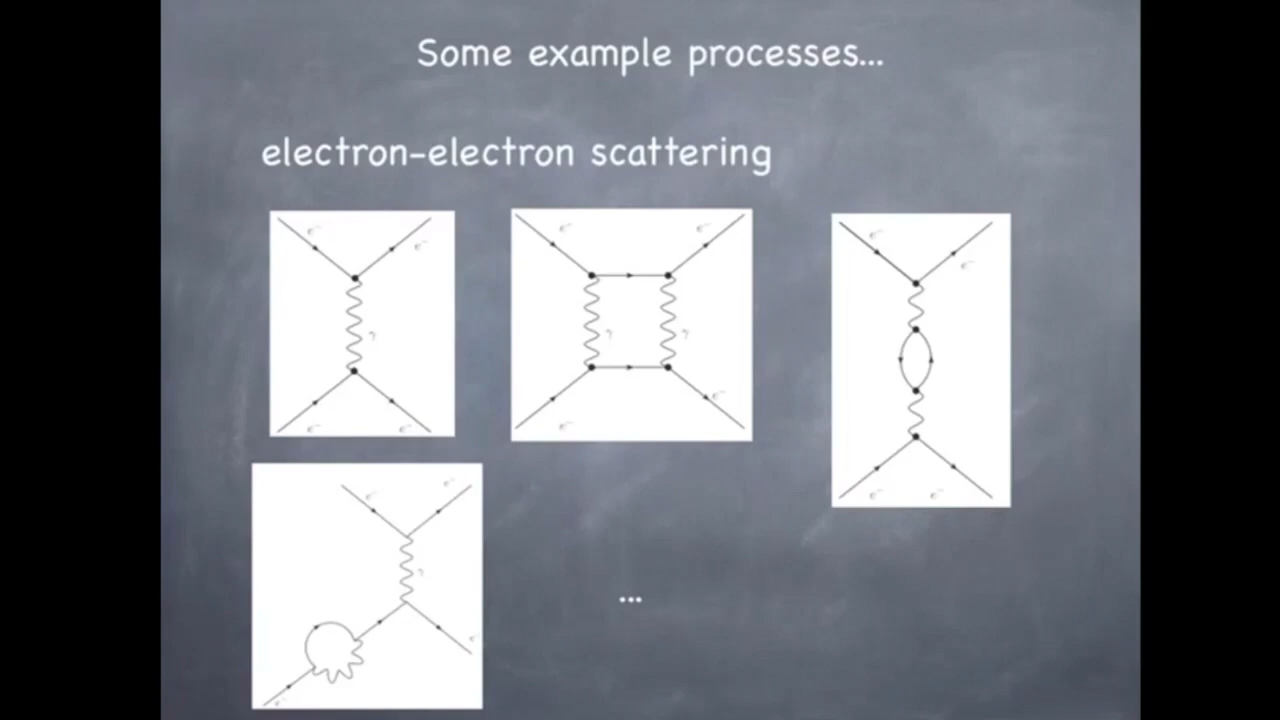 Some example processes...
electron-electron scattering
e⁻ e⁻
γ
e⁻ e⁻
e⁻ e⁻
γ γ
e⁻
e⁻
e⁻
e⁻
e⁻ e⁻
e⁻ e⁻
γ
...